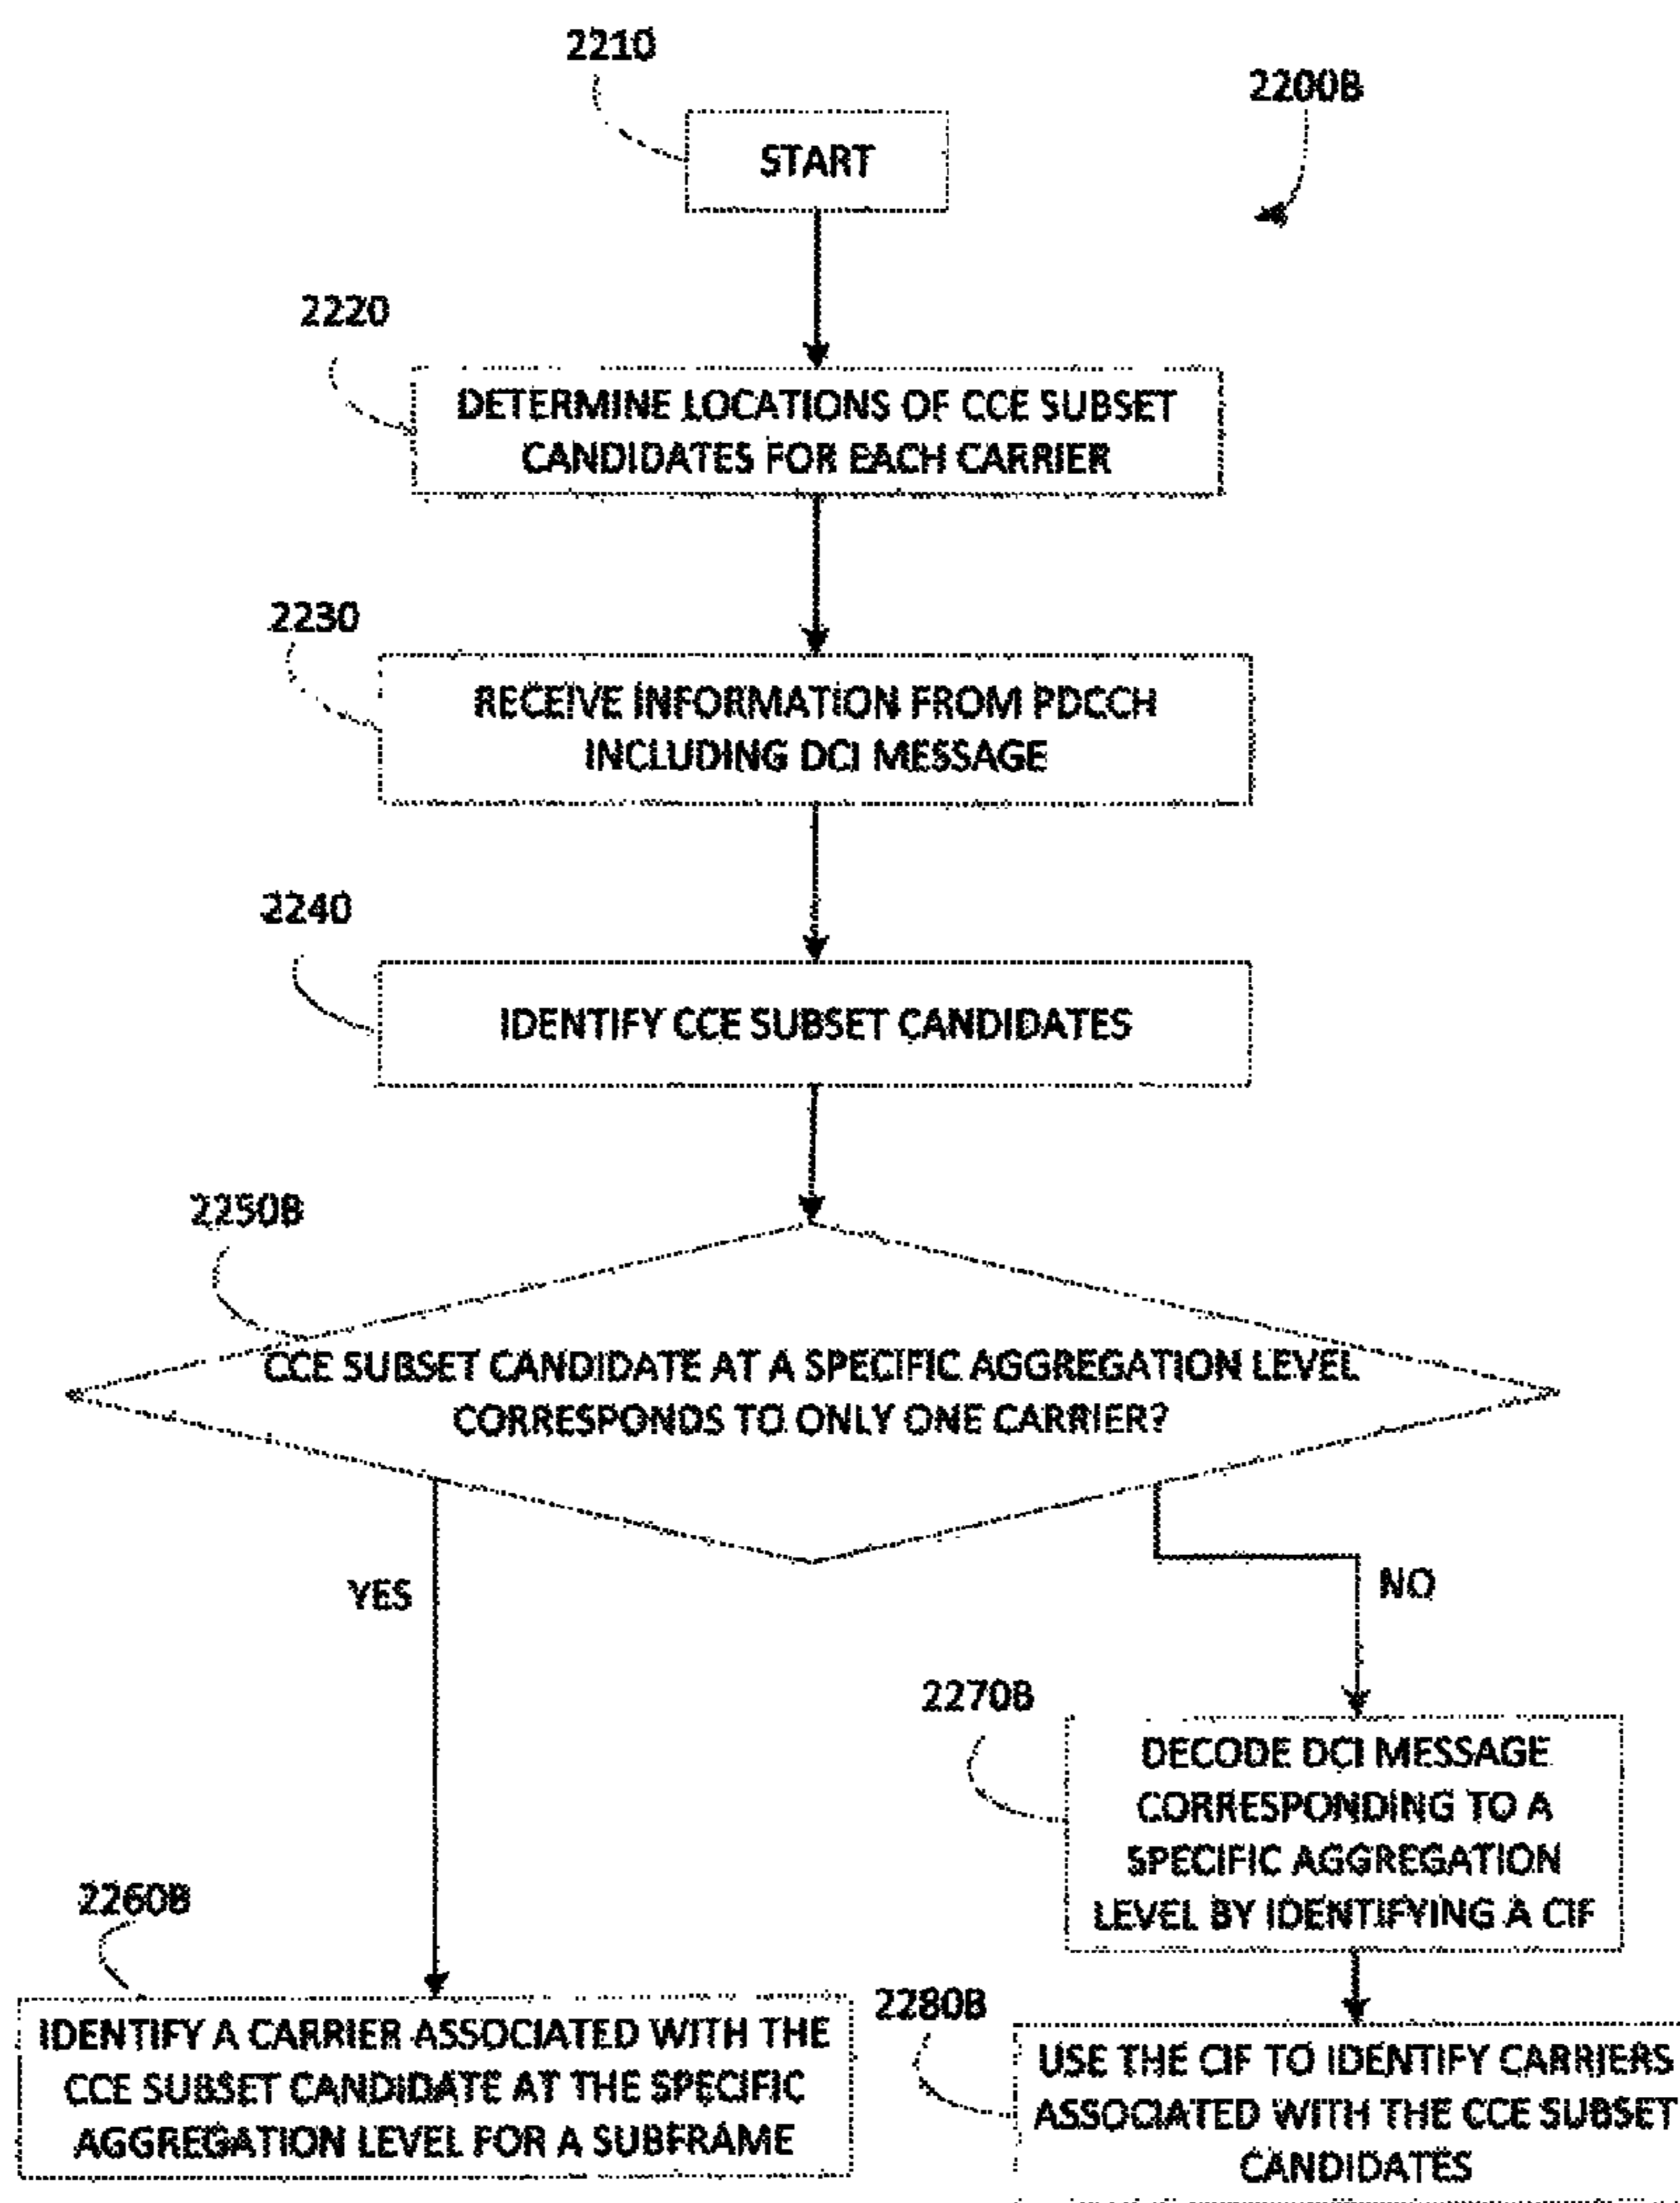 2210
2200B
START
2220
DETERMINE LOCATIONS OF CCE SUBSET
CANDIDATES FOR EACH CARRIER
2230
RECEIVE INFORMATION FROM PDCCH
INCLUDING DCI MESSAGE
2240
IDENTIFY CCE SUBSET CANDIDATES
2250B
CCE SUBSET CANDIDATE AT A SPECIFIC AGGREGATION LEVEL
CORRESPONDS TO ONLY ONE CARRIER?
YES
NO
2270B
DECODE DCI MESSAGE
CORRESPONDING TO A
SPECIFIC AGGREGATION
LEVEL BY IDENTIFYING A CIF
2260B
IDENTIFY A CARRIER ASSOCIATED WITH THE
CCE SUBSET CANDIDATE AT THE SPECIFIC
AGGREGATION LEVEL FOR A SUBFRAME
2280B
USE THE CIF TO IDENTIFY CARRIERS
ASSOCIATED WITH THE CCE SUBSET
CANDIDATES